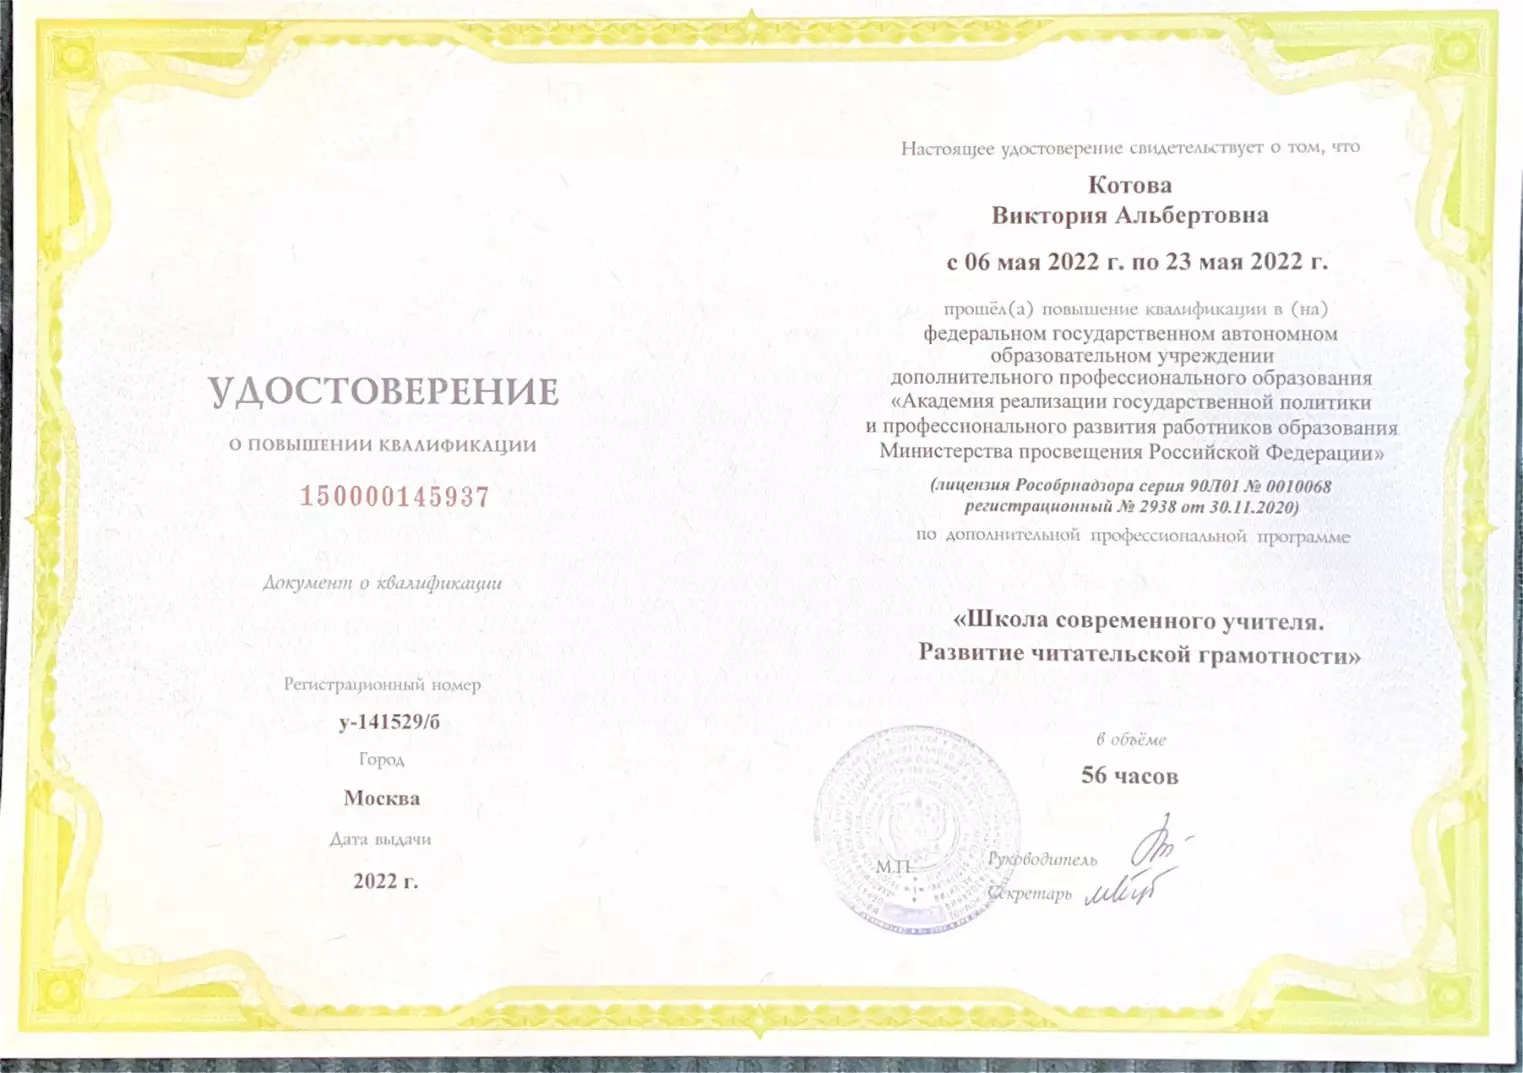 УДОСТОВЕРЕНИЕ
О ПОВЫШЕНИИ КВАЛИФИКАЦИИ
150000145937
Документ о квалификации
Регистрационный номер
у-141529/б
Город
Москва
Дата выдачи
2022 г.
Настоящее удостоверение свидетельствует о том, что
Котова
Виктория Альбертовна
с 06 мая 2022 г. по 23 мая 2022 г.
прошёл(а) повышение квалификации в (на)
федеральном государственном автономном
образовательном учреждении
дополнительного профессионального образования
«Академия реализации государственной политики
и профессионального развития работников образования
Министерства просвещения Российской Федерации»
(лицензия Рособрнадзора серия 90Л01 № 0010068
регистрационный № 2938 от 30.11.2020)
по дополнительной профессиональной программе
«Школа современного учителя.
Развитие читательской грамотности»
в объёме
56 часов
М.П.
Руководитель
Секретарь